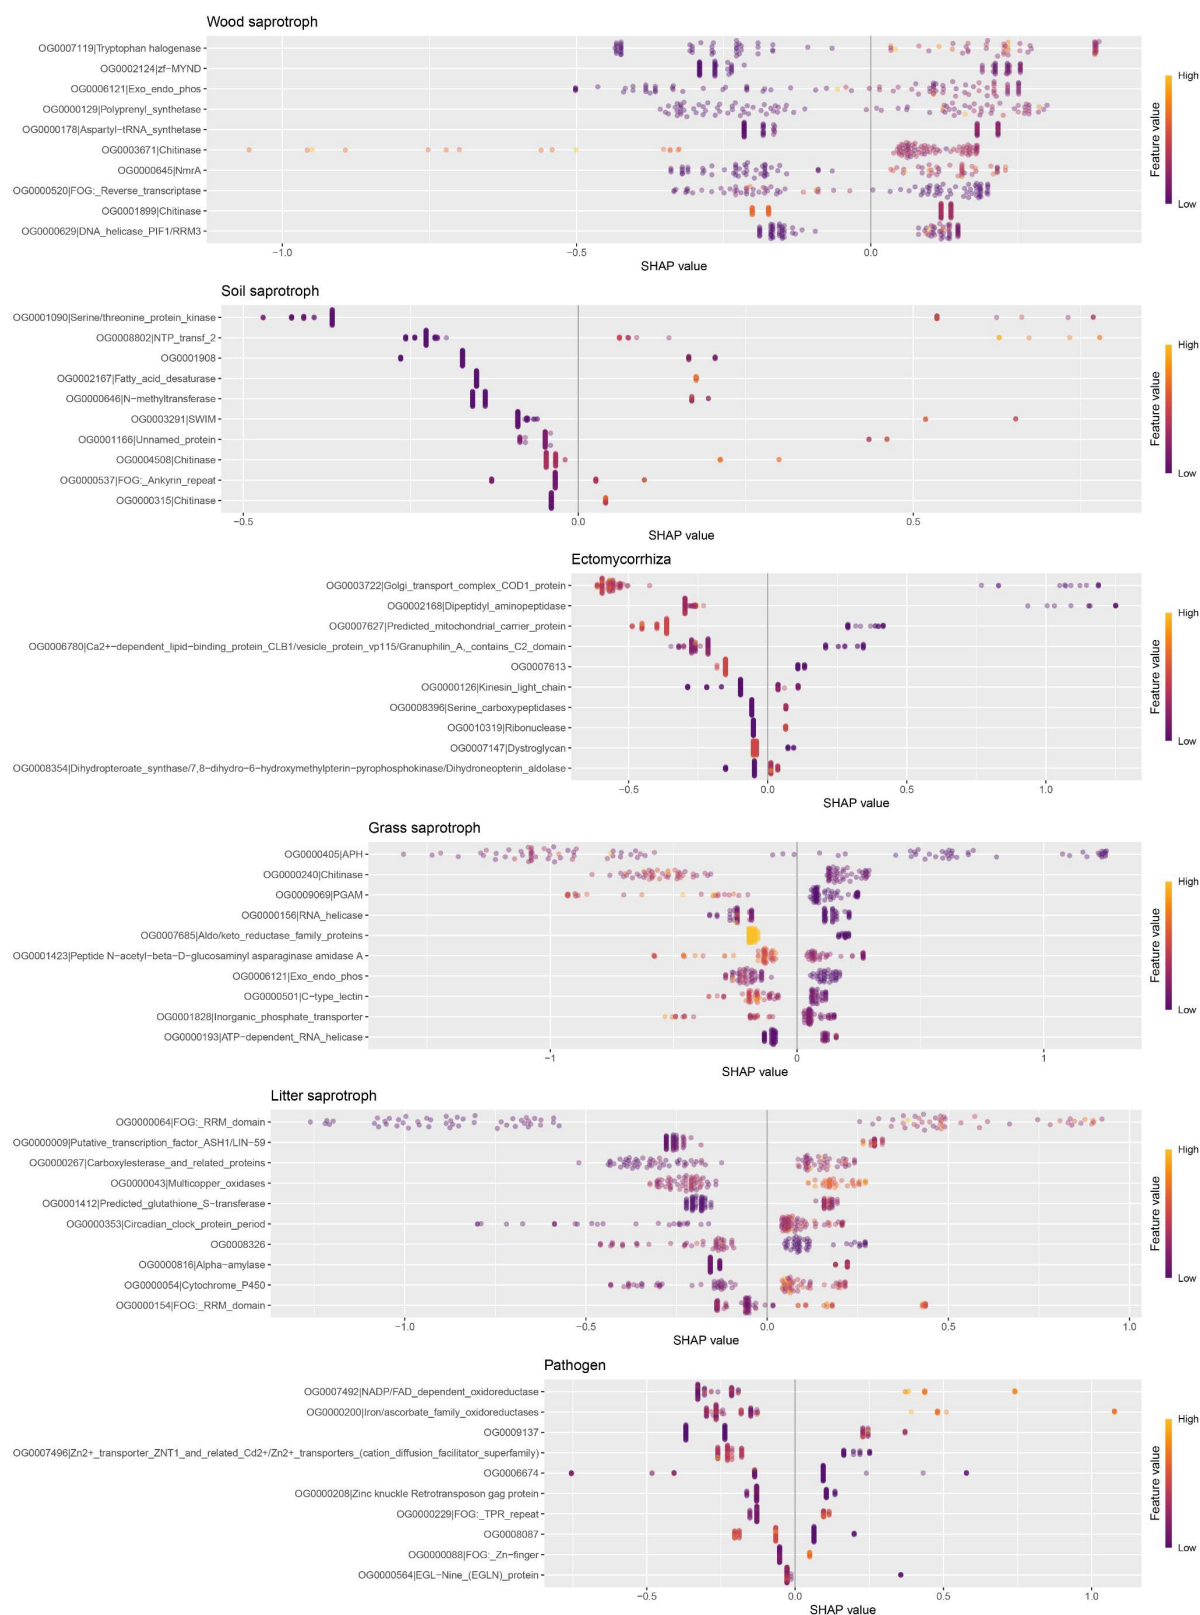 Wood saprotroph
OG0007119|Tryptophan halogenase
OG0002124|zf−MYND
OG0006121|Exo_endo_phos
OG0000129|Polyprenyl_synthetase
OG0000178|Aspartyl−tRNA_synthetase
OG0003671|Chitinase
OG0000645|NmrA
OG0000520|FOG:_Reverse_transcriptase
OG0001899|Chitinase
OG0000629|DNA_helicase_PIF1/RRM3
−1.0 −0.5 0.0
SHAP value
High
Feature value
Low
Soil saprotroph
OG0001090|Serine/threonine_protein_kinase
OG0008802|NTP_transf_2
OG0001908
OG0002167|Fatty_acid_desaturase
OG0000646|N−methyltransferase
OG0003291|SWIM
OG0001166|Unnamed_protein
OG0004508|Chitinase
OG0000537|FOG:_Ankyrin_repeat
OG0000315|Chitinase
−0.5 0.0 0.5
SHAP value
High
Feature value
Low
Ectomycorrhiza
OG0003722|Golgi_transport_complex_COD1_protein
OG0002168|Dipeptidyl_aminopeptidase
OG0007627|Predicted_mitochondrial_carrier_protein
OG0006780|Ca2+−dependent_lipid−binding_protein_CLB1/vesicle_protein_vp115/Granuphilin_A,_contains_C2_domain
OG0007613
OG0000126|Kinesin_light_chain
OG0008396|Serine_carboxypeptidases
OG0010319|Ribonuclease
OG0007147|Dystroglycan
OG0008354|Dihydropteroate_synthase/7,8−dihydro−6−hydroxymethylpterin−pyrophosphokinase/Dihydroneopterin_aldolase
−0.5 0.0 0.5 1.0
SHAP value
High
Feature value
Low
Grass saprotroph
OG0000405|APH
OG0000240|Chitinase
OG0009069|PGAM
OG0000156|RNA_helicase
OG0007685|Aldo/keto_reductase_family_proteins
OG0001423|Peptide N−acetyl−beta−D−glucosaminyl asparaginase amidase A
OG0006121|Exo_endo_phos
OG0000501|C−type_lectin
OG0001828|Inorganic_phosphate_transporter
OG0000193|ATP−dependent_RNA_helicase
−1 0 1
SHAP value
High
Feature value
Low
Litter saprotroph
OG0000064|FOG:_RRM_domain
OG0000009|Putative_transcription_factor_ASH1/LIN−59
OG0000267|Carboxylesterase_and_related_proteins
OG0000043|Multicopper_oxidases
OG0001412|Predicted_glutathione_S−transferase
OG0000353|Circadian_clock_protein_period
OG0008326
OG0000816|Alpha−amylase
OG0000054|Cytochrome_P450
OG0000154|FOG:_RRM_domain
−1.0 −0.5 0.0 0.5 1.0
SHAP value
High
Feature value
Low
Pathogen
OG0007492|NADP/FAD_dependent_oxidoreductase
OG0000200|Iron/ascorbate_family_oxidoreductases
OG0009137
OG0007496|Zn2+_transporter_ZNT1_and_related_Cd2+/Zn2+_transporters_(cation_diffusion_facilitator_superfamily)
OG0006674
OG0000208|Zinc knuckle Retrotransposon gag protein
OG0000229|FOG:_TPR_repeat
OG0008087
OG0000088|FOG:_Zn−finger
OG0000564|EGL−Nine_(EGLN)_protein
−0.5 0.0 0.5 1.0
SHAP value
High
Feature value
Low